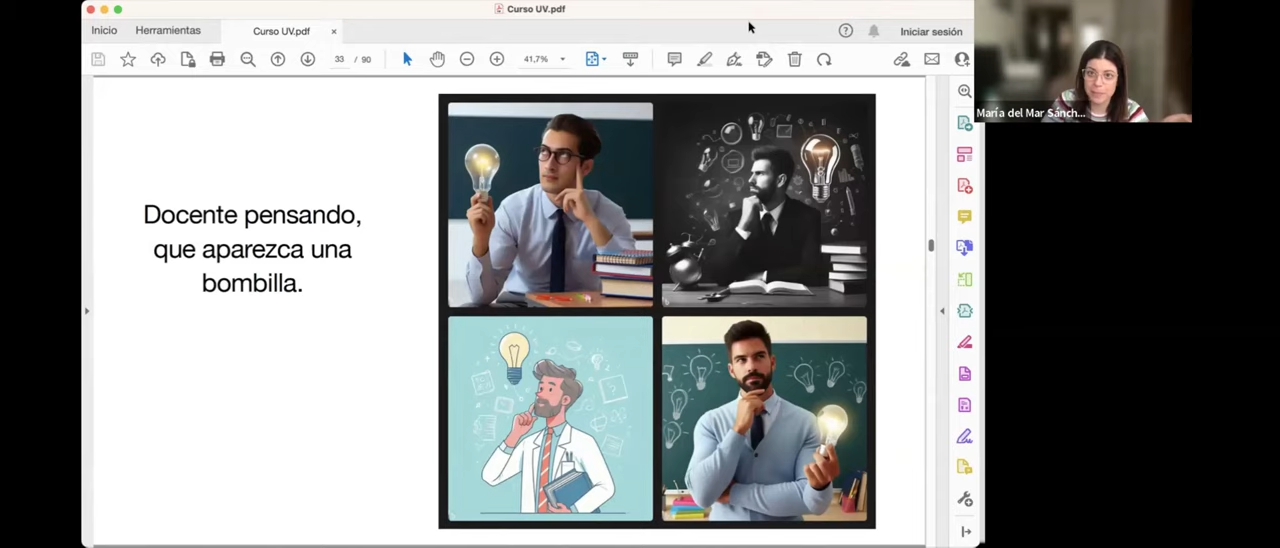 Curso UV.pdf
Inicio
Herramientas
Curso UV.pdf
Iniciar sesión
33 / 90
41,7%
María del Mar Sánch...
Docente pensando,
que aparezca una
bombilla.